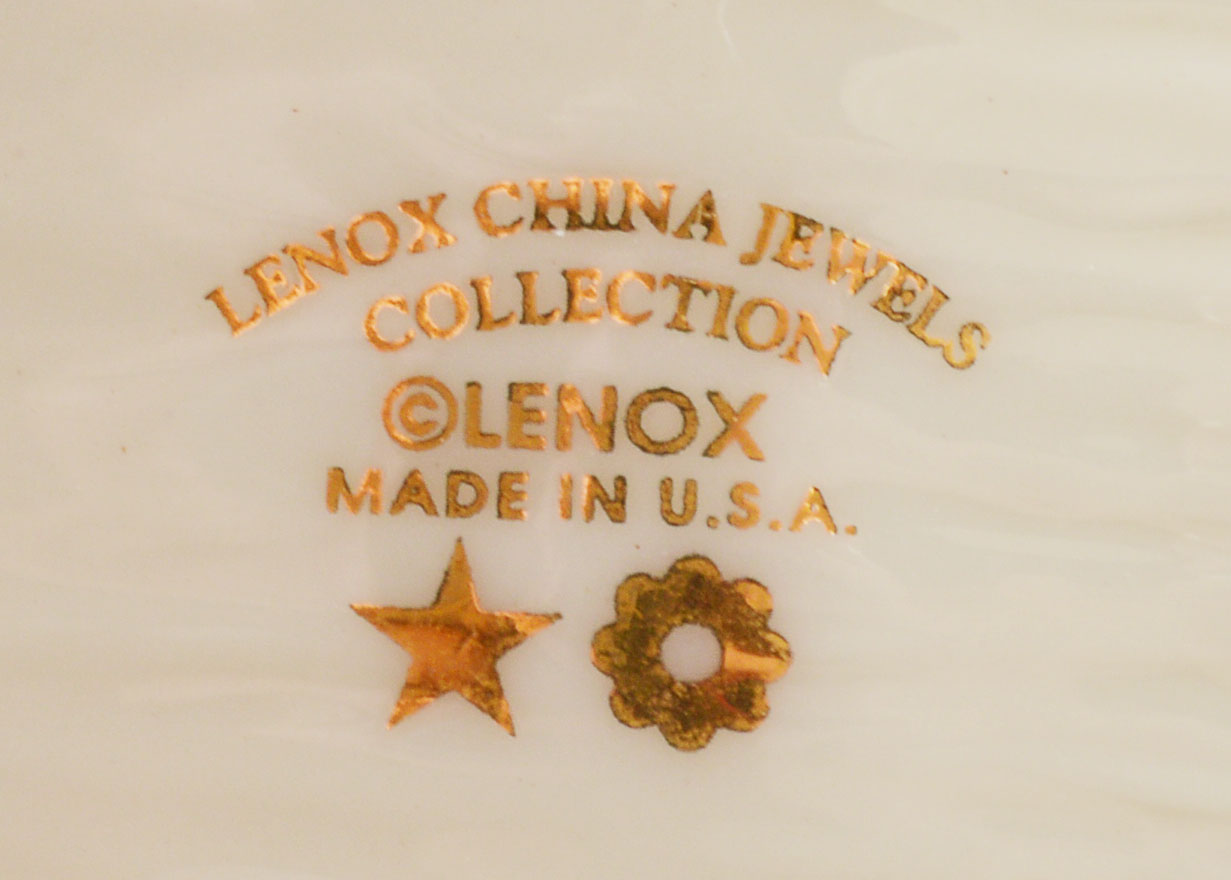 LENOX CHINA JEWELS
COLLECTION
©LENOX
MADE IN U.S.A.